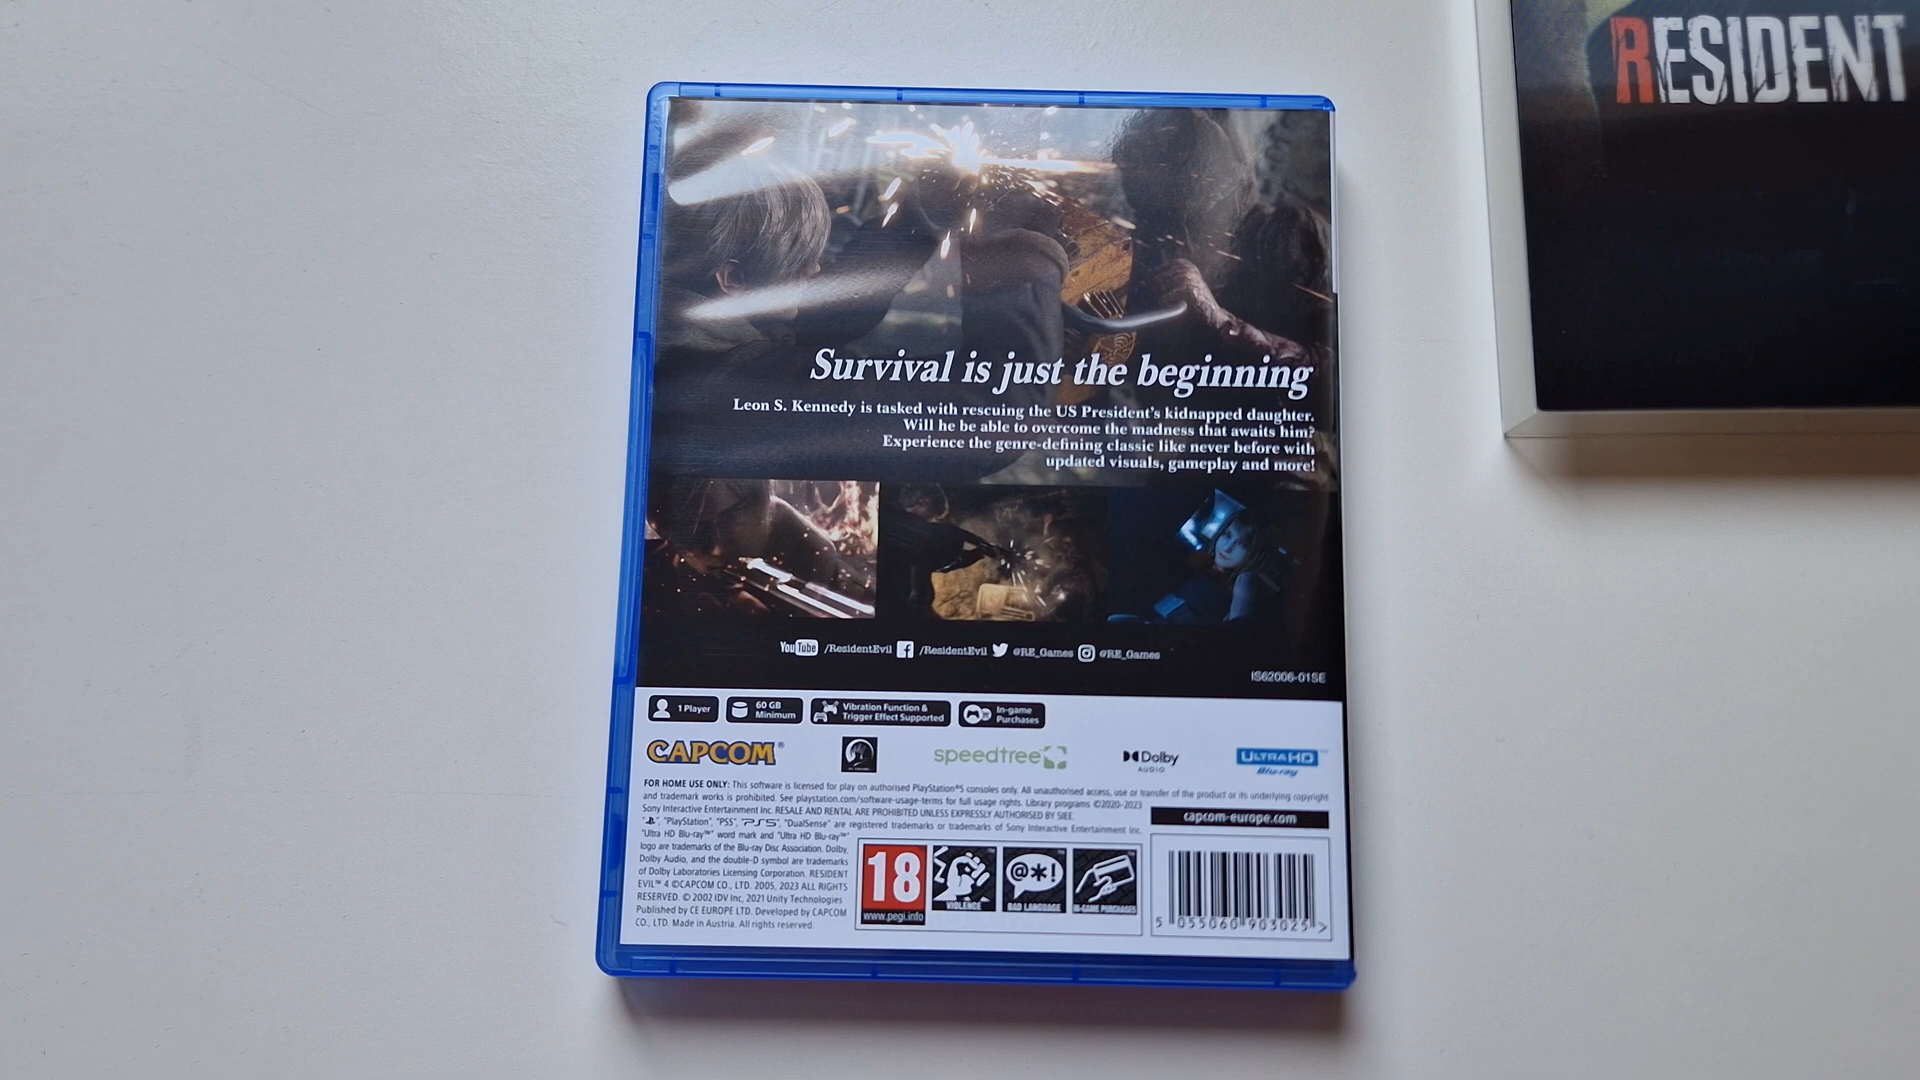 RESIDENT
Survival is just the beginning
Leon S. Kennedy is tasked with rescuing the US President's kidnapped daughter.
Will he be able to overcome the madness that awaits him?
Experience the genre-defining classic like never before with
updated visuals, gameplay and more!
YouTube /ResidentEvil /ResidentEvil @RE_Games @RE_Games
IS62006-01SE
1 Player
60 GB
Minimum
Vibration Function &
Trigger Effect Supported
In-game
Purchases
CAPCOM®
speedtree
Dolby
AUDIO
ULTRA HD
Blu-ray
FOR HOME USE ONLY: This software is licensed for play on authorised PlayStation®5 consoles only. All unauthorised access, use or transfer of the product or its underlying copyright
and trademark works is prohibited. See playstation.com/software-usage-terms for full usage rights. Library programs ©2020-2023
Sony Interactive Entertainment Inc. RESALE AND RENTAL ARE PROHIBITED UNLESS EXPRESSLY AUTHORISED BY SIEE.
"PlayStation", "PS5", "PS5", "DualSense" are registered trademarks or trademarks of Sony Interactive Entertainment Inc.
"Ultra HD Blu-ray™" word mark and "Ultra HD Blu-ray™"
logo are trademarks of the Blu-ray Disc Association. Dolby,
Dolby Audio, and the double-D symbol are trademarks
of Dolby Laboratories Licensing Corporation. RESIDENT
EVIL™ 4 ©CAPCOM CO., LTD. 2005, 2023 ALL RIGHTS
RESERVED. © 2002 IDV Inc, 2021 Unity Technologies
Published by CE EUROPE LTD. Developed by CAPCOM
CO., LTD. Made in Austria. All rights reserved.
capcom-europe.com
18
www.pegi.info
VIOLENCE
@*!
BAD LANGUAGE
IN-GAME PURCHASES
5 055060 903025 >